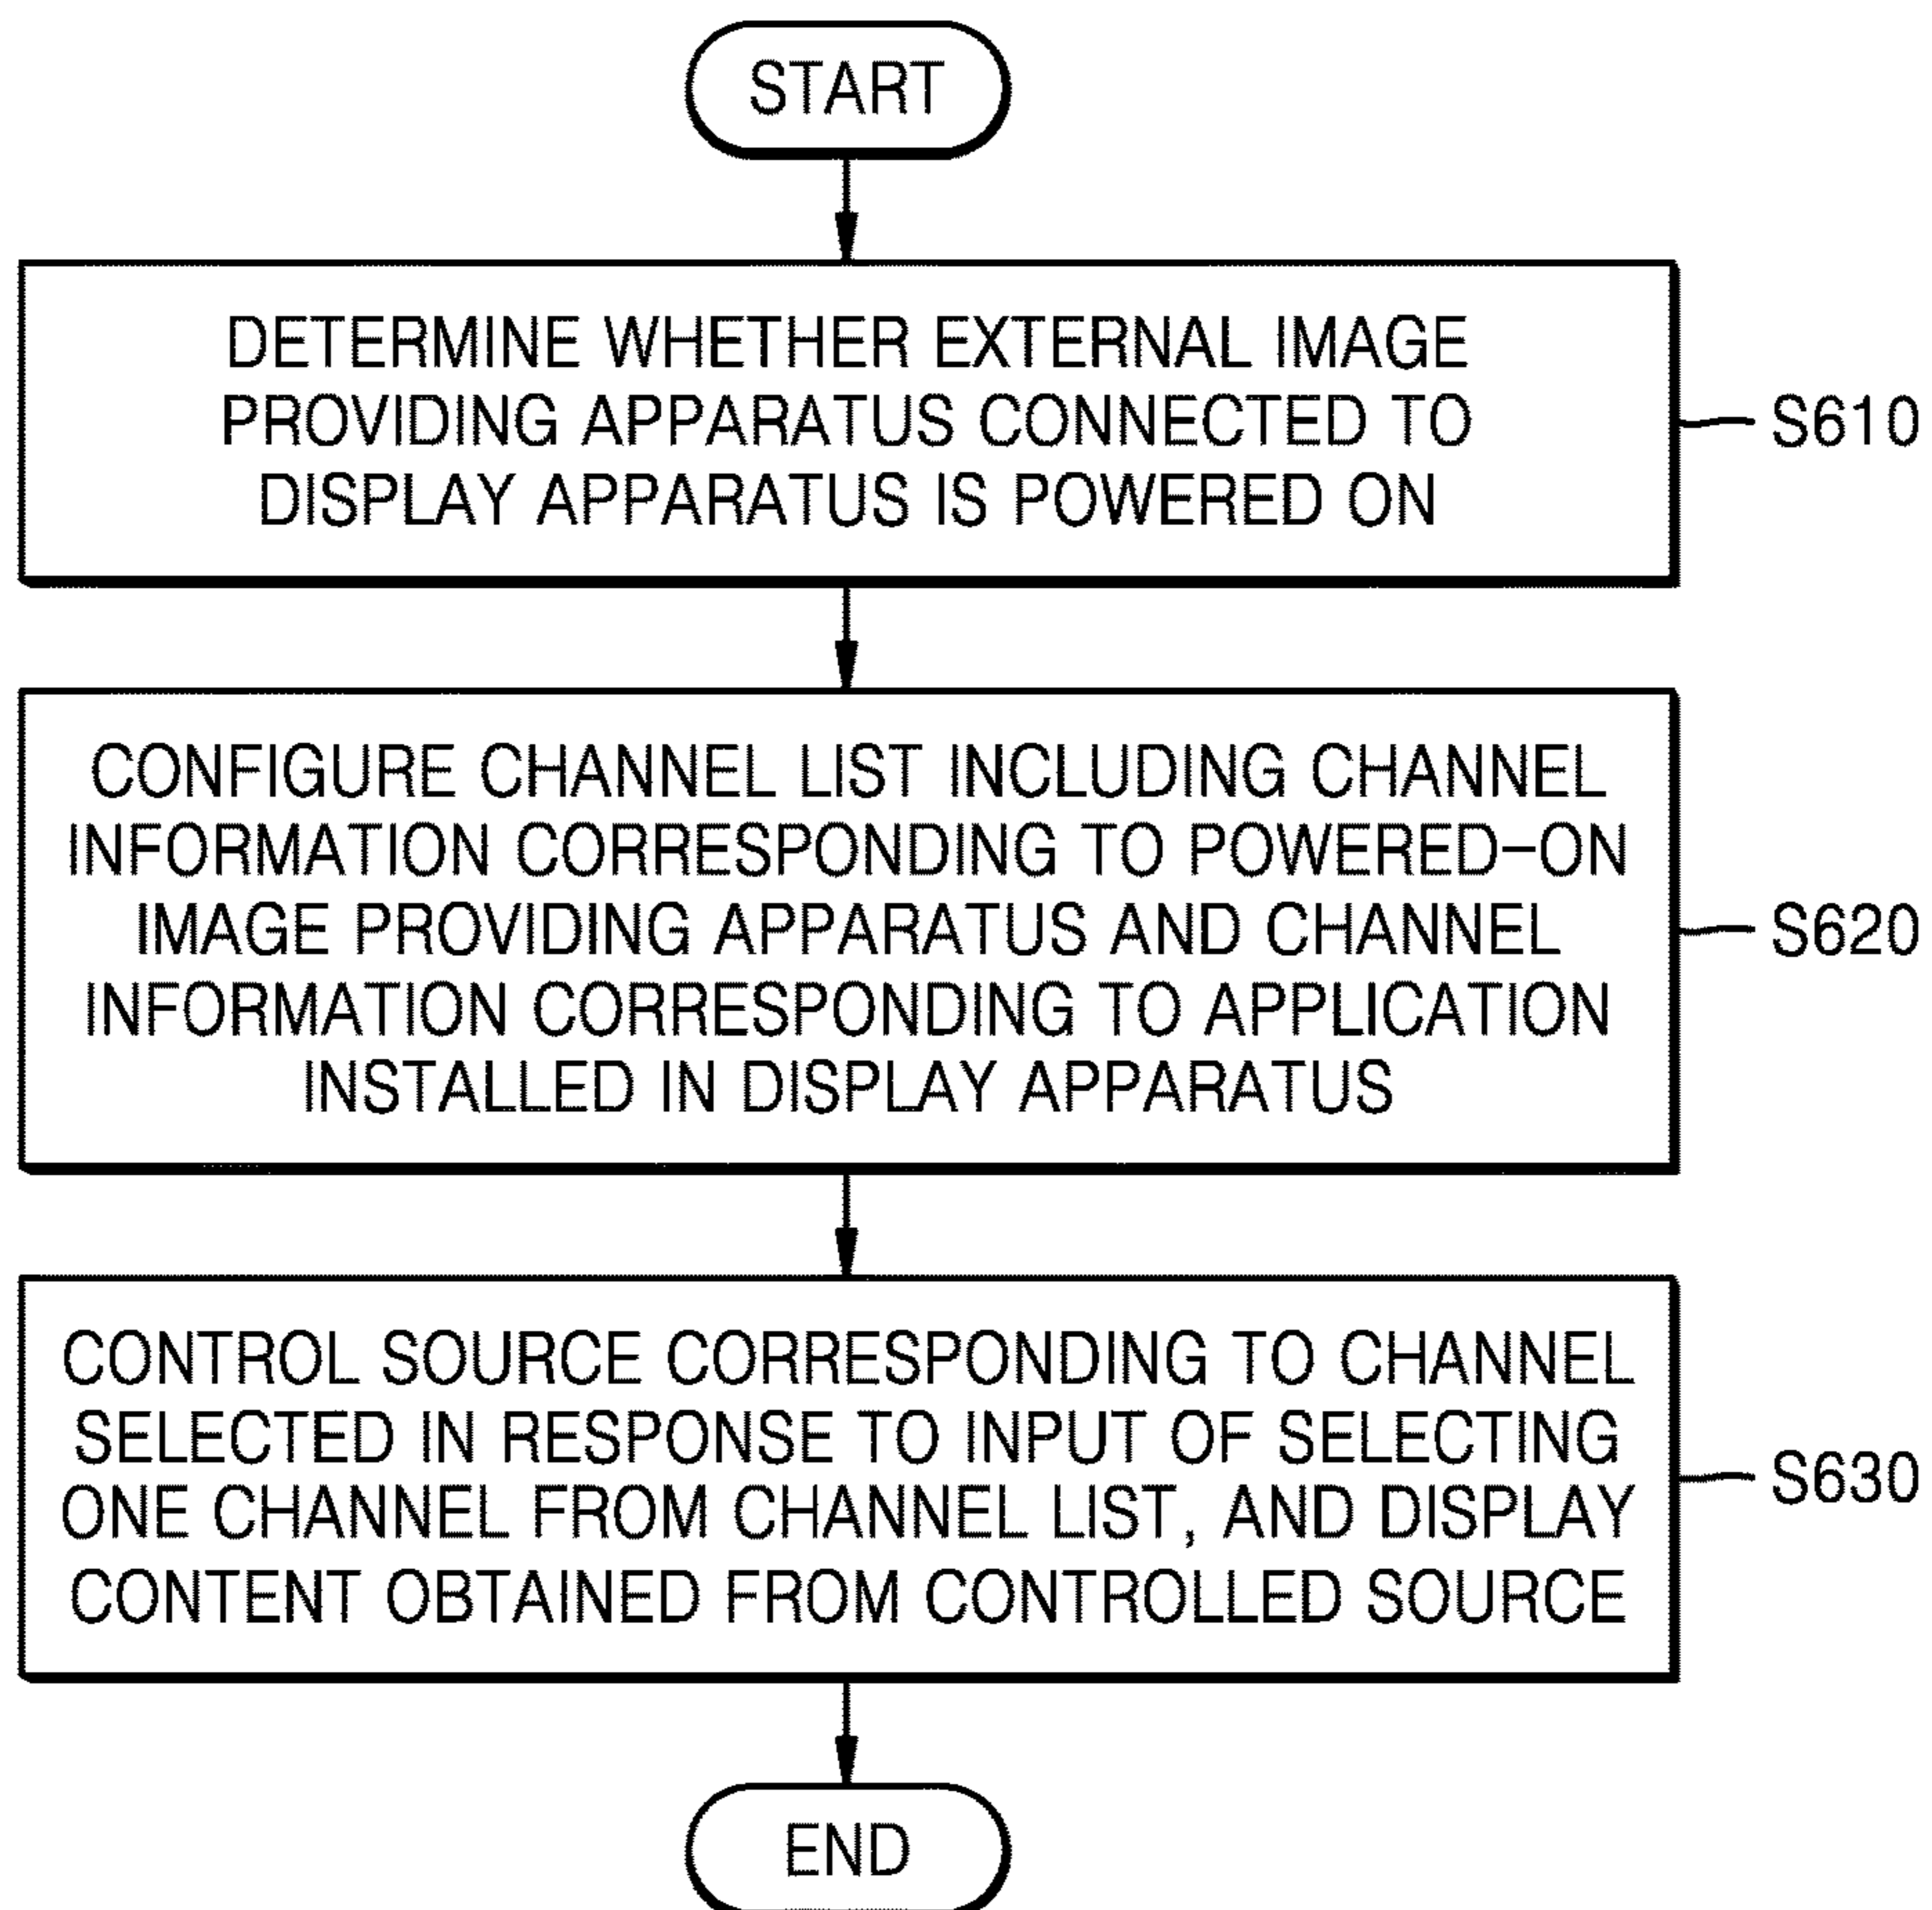 START
DETERMINE WHETHER EXTERNAL IMAGE
PROVIDING APPARATUS CONNECTED TO
DISPLAY APPARATUS IS POWERED ON
S610
CONFIGURE CHANNEL LIST INCLUDING CHANNEL
INFORMATION CORRESPONDING TO POWERED-ON
IMAGE PROVIDING APPARATUS AND CHANNEL
INFORMATION CORRESPONDING TO APPLICATION
INSTALLED IN DISPLAY APPARATUS
S620
CONTROL SOURCE CORRESPONDING TO CHANNEL
SELECTED IN RESPONSE TO INPUT OF SELECTING
ONE CHANNEL FROM CHANNEL LIST, AND DISPLAY
CONTENT OBTAINED FROM CONTROLLED SOURCE
S630
END